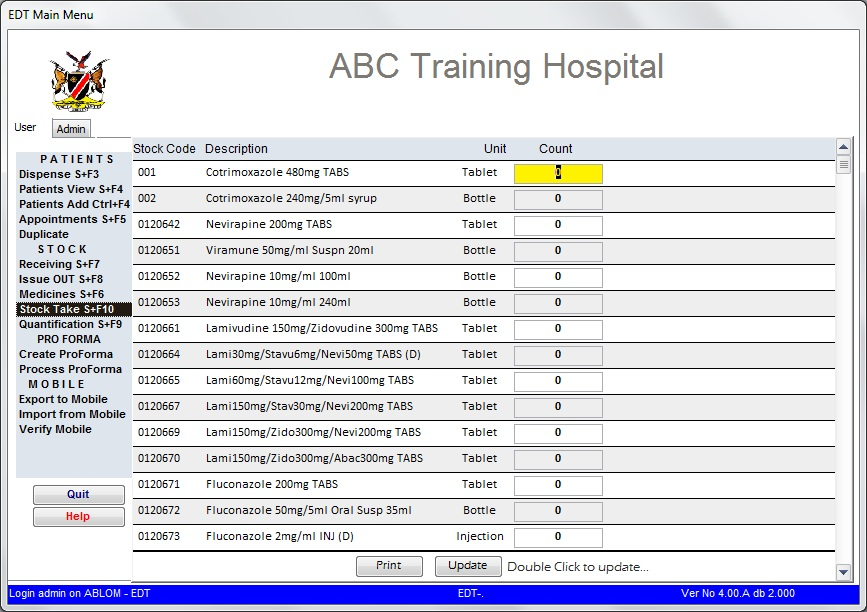 EDT Main Menu
ABC Training Hospital
User Admin
PATIENTS
Dispense S+F3
Patients View S+F4
Patients Add Ctrl+F4
Appointments S+F5
Duplicate
STOCK
Receiving S+F7
Issue OUT S+F8
Medicines S+F6
Stock Take S+F10
Quantification S+F9
PRO FORMA
Create ProForma
Process ProForma
MOBILE
Export to Mobile
Import from Mobile
Verify Mobile
Quit
Help
Stock Code Description Unit Count
001 Cotrimoxazole 480mg TABS Tablet 0
002 Cotrimoxazole 240mg/5ml syrup Bottle 0
0120642 Nevirapine 200mg TABS Tablet 0
0120651 Viramune 50mg/ml Suspn 20ml Bottle 0
0120652 Nevirapine 10mg/ml 100ml Bottle 0
0120653 Nevirapine 10mg/ml 240ml Bottle 0
0120661 Lamivudine 150mg/Zidovudine 300mg TABS Tablet 0
0120664 Lami30mg/Stavu6mg/Nevi50mg TABS (D) Tablet 0
0120665 Lami60mg/Stavu12mg/Nevi100mg TABS Tablet 0
0120667 Lami150mg/Stav30mg/Nevi200mg TABS Tablet 0
0120669 Lami150mg/Zido300mg/Nevi200mg TABS Tablet 0
0120670 Lami150mg/Zido300mg/Abac300mg TABS Tablet 0
0120671 Fluconazole 200mg TABS Tablet 0
0120672 Fluconazole 50mg/5ml Oral Susp 35ml Bottle 0
0120673 Fluconazole 2mg/ml INJ (D) Injection 0
Print Update Double Click to update...
Login admin on ABLOM - EDT EDT-. Ver No 4.00.A db 2.000